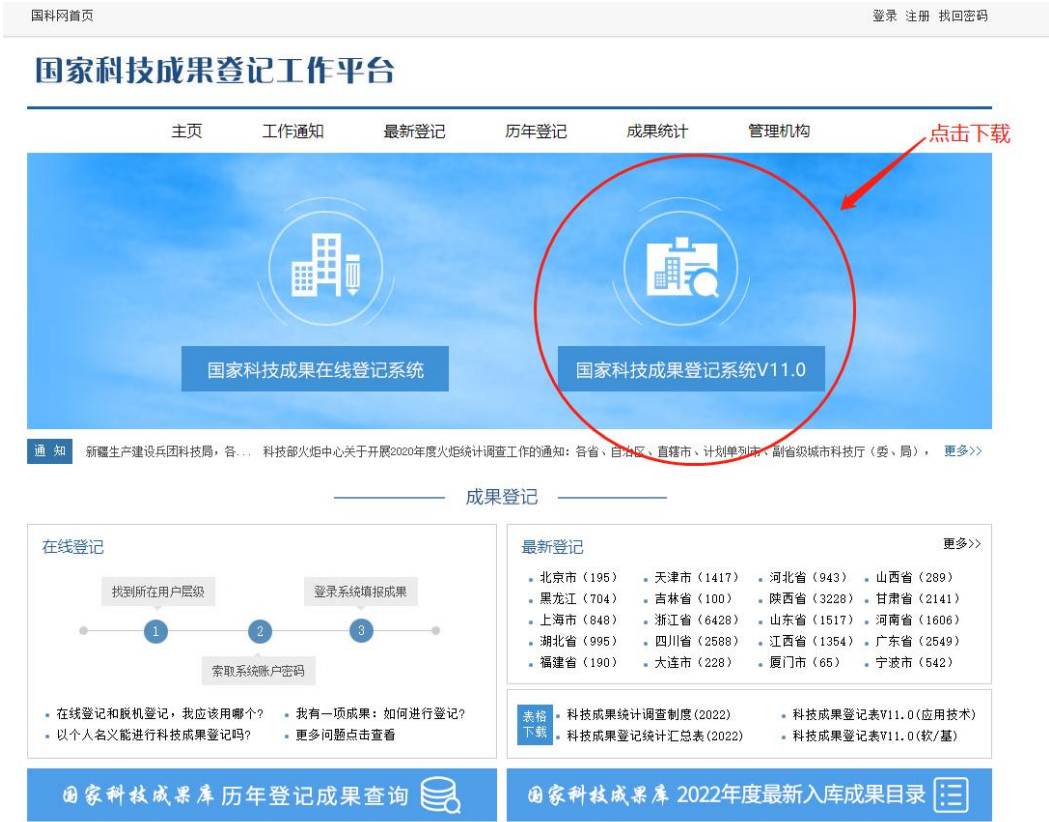 国科网首页 登录 注册 找回密码
国家科技成果登记工作平台
主页 工作通知 最新登记 历年登记 成果统计 管理机构
点击下载
国家科技成果在线登记系统 国家科技成果登记系统V11.0
通 知 新疆生产建设兵团科技局，各... 科技部火炬中心关于开展2020年度火炬统计调查工作的通知：各省、自治区、直辖市、计划单列市、副省级城市科技厅（委、局）， 更多>>
成果登记
在线登记
找到所在用户层级 登录系统填报成果
1 2 3
索取系统账户密码
在线登记和脱机登记，我应该用哪个? 我有一项成果：如何进行登记?
以个人名义能进行科技成果登记吗? 更多问题点击查看
最新登记 更多>>
北京市（195） 天津市（1417） 河北省（943） 山西省（289）
黑龙江（704） 吉林省（100） 陕西省（3228） 甘肃省（2141）
上海市（848） 浙江省（6428） 山东省（1517） 河南省（1606）
湖北省（995） 四川省（2588） 江西省（1354） 广东省（2549）
福建省（190） 大连市（228） 厦门市（65） 宁波市（542）
表格下载
科技成果统计调查制度(2022) 科技成果登记表V11.0(应用技术)
科技成果登记统计汇总表(2022) 科技成果登记表V11.0(软/基)
国家科技成果库 历年登记成果查询
国家科技成果库 2022年度最新入库成果目录